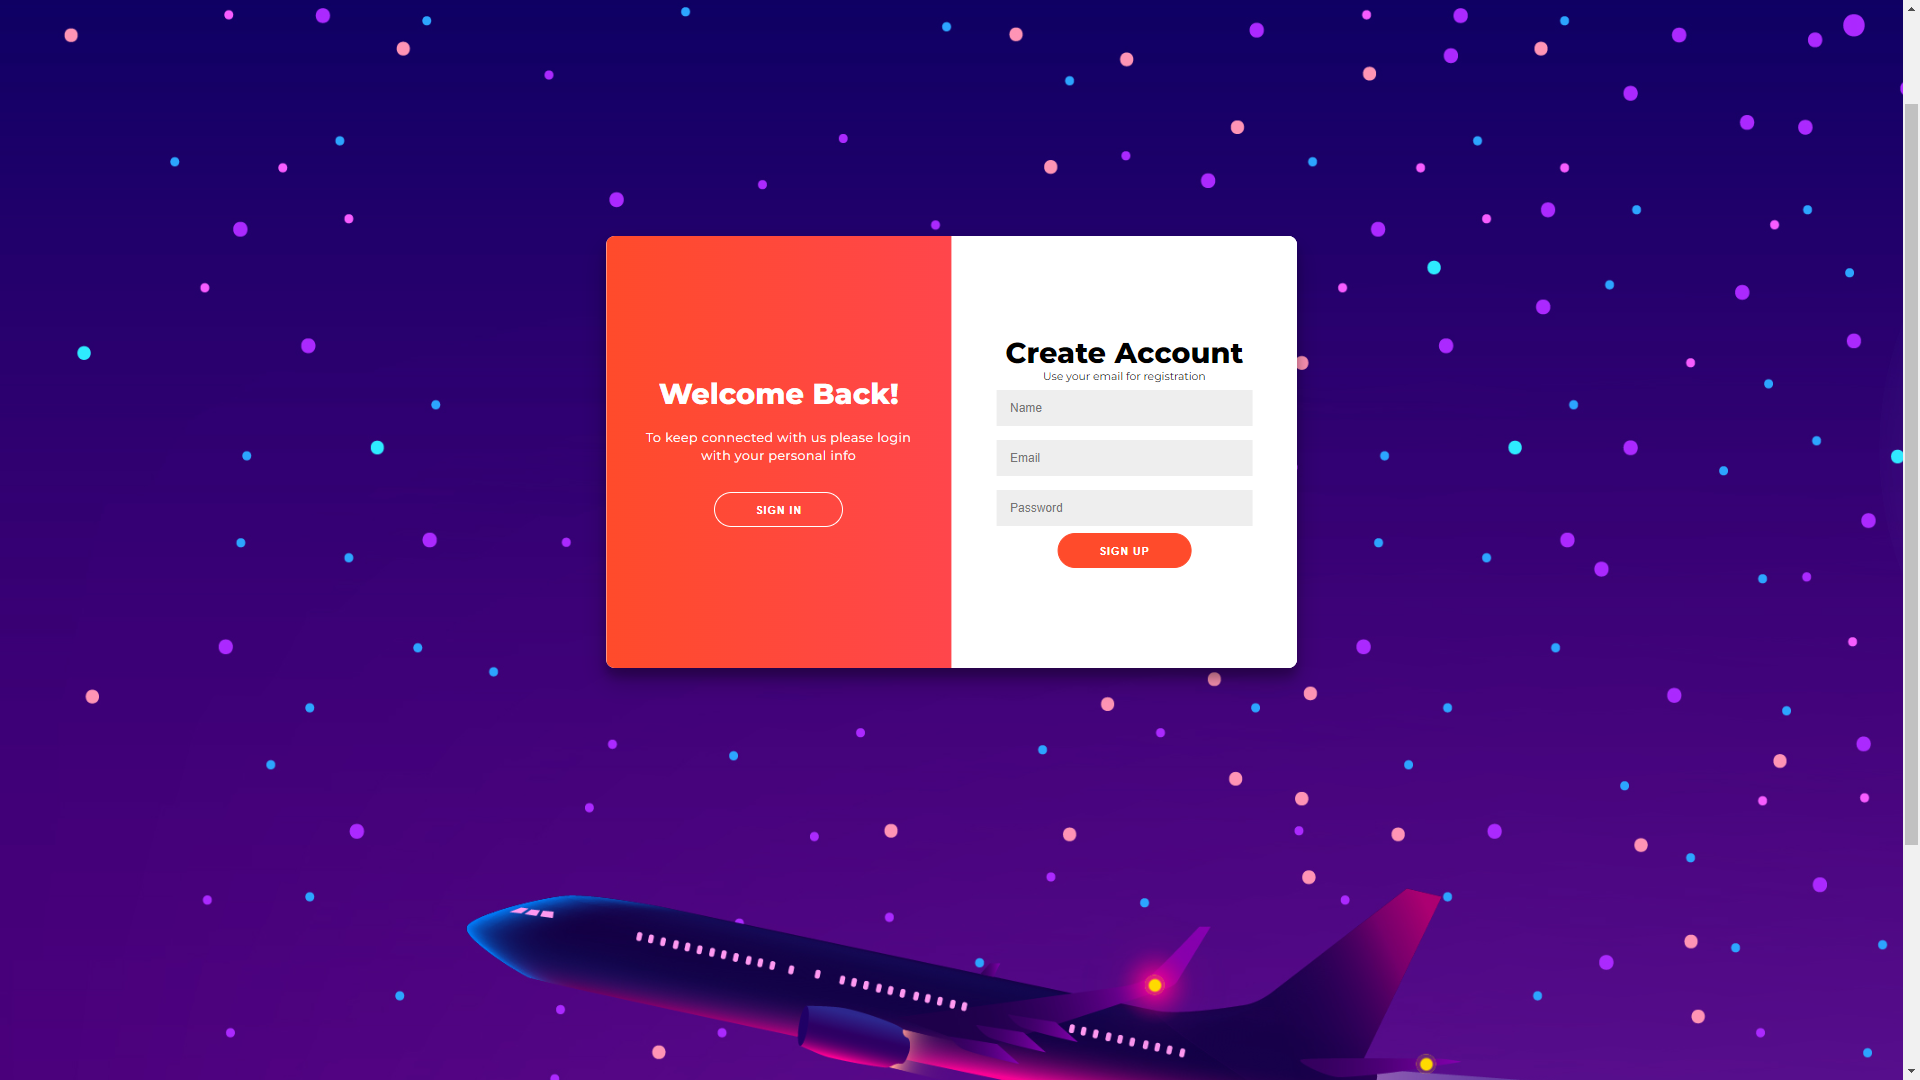 Welcome Back!
To keep connected with us please login
with your personal info
SIGN IN
Create Account
Use your email for registration
Name
Email
Password
SIGN UP